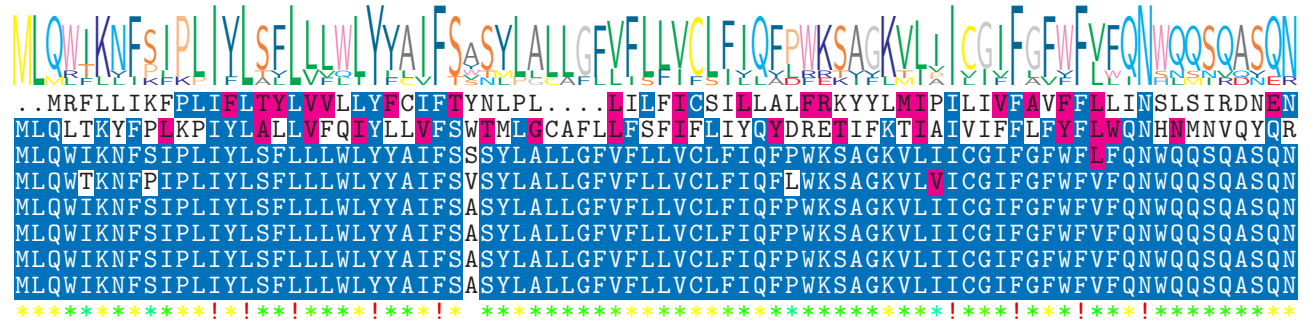 MLQWIKNFSIPLIYLSFLLLWLYYAIFSASYLALLGFVFLLVCLFIQFPWKSAGKVLIICGIFGFWFVFQNWQQSQASQN
..MRFLLIKFPLIFLTYLVVLLYFCIFTYNLPL....LILFICSILLALFRKYYLMIPILIVFAVFFLLINSLSIRDNEN
MLQLTKYFPLKPIYLALLVFQIYLLVFSWTMLGCAFLLFSFIFLIYQYDRETIFKTIAIVIFFLFYFLWQNHNMNVQYQR
MLQWIKNFSIPLIYLSFLLLWLYYAIFSSSYLALLGFVFLLVCLFIQFPWKSAGKVLIICGIFGFWFLFQNWQQSQASQN
MLQWTKNFPIPLIYLSFLLLWLYYAIFSVSYLALLGFVFLLVCLFIQFLWKSAGKVLVICGIFGFWFVFQNWQQSQASQN
MLQWIKNFSIPLIYLSFLLLWLYYAIFSASYLALLGFVFLLVCLFIQFPWKSAGKVLIICGIFGFWFVFQNWQQSQASQN
MLQWIKNFSIPLIYLSFLLLWLYYAIFSASYLALLGFVFLLVCLFIQFPWKSAGKVLIICGIFGFWFVFQNWQQSQASQN
MLQWIKNFSIPLIYLSFLLLWLYYAIFSASYLALLGFVFLLVCLFIQFPWKSAGKVLIICGIFGFWFVFQNWQQSQASQN
MLQWIKNFSIPLIYLSFLLLWLYYAIFSASYLALLGFVFLLVCLFIQFPWKSAGKVLIICGIFGFWFVFQNWQQSQASQN
************!*!**!****!***!* *****************************!***!***!***!*********